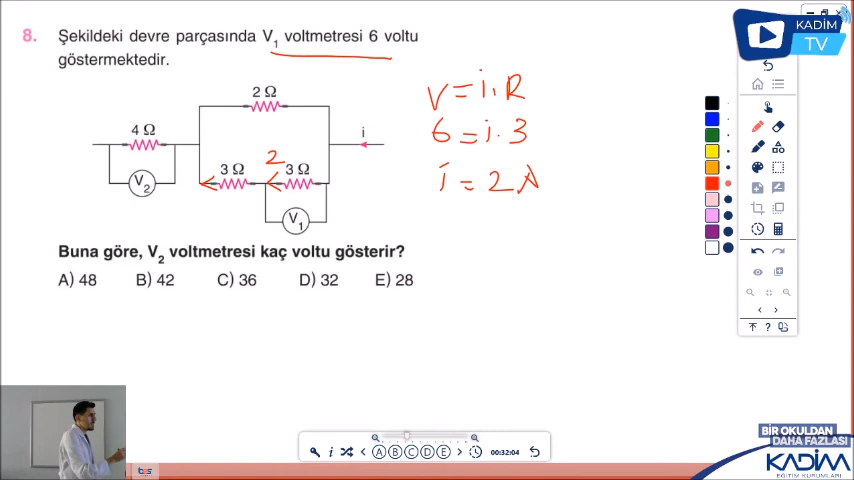 8. Şekildeki devre parçasında V1 voltmetresi 6 voltu
göstermektedir.
2 Ω
4 Ω
i
3 Ω
2
3 Ω
V2
V1
V = i . R
6 = i . 3
i = 2 A
Buna göre, V2 voltmetresi kaç voltu gösterir?
A) 48 B) 42 C) 36 D) 32 E) 28
KADİM
TV
i
A B C D E
00:32:04
BİR OKULDAN
DAHA FAZLASI
KADİM
EĞİTİM KURUMLARI
?